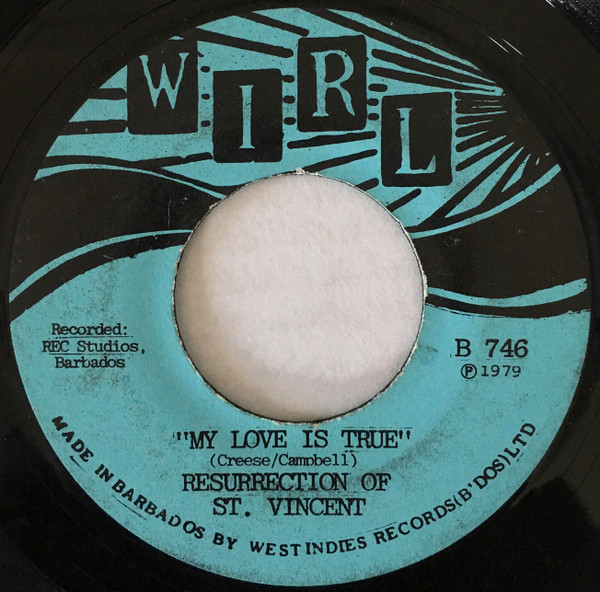 WIRL
Recorded:
REC Studios,
Barbados
B 746
℗ 1979
"MY LOVE IS TRUE"
(Creese/Campbell)
RESURRECTION OF
ST. VINCENT
MADE IN BARBADOS BY WEST INDIES RECORDS (B'DOS) LTD